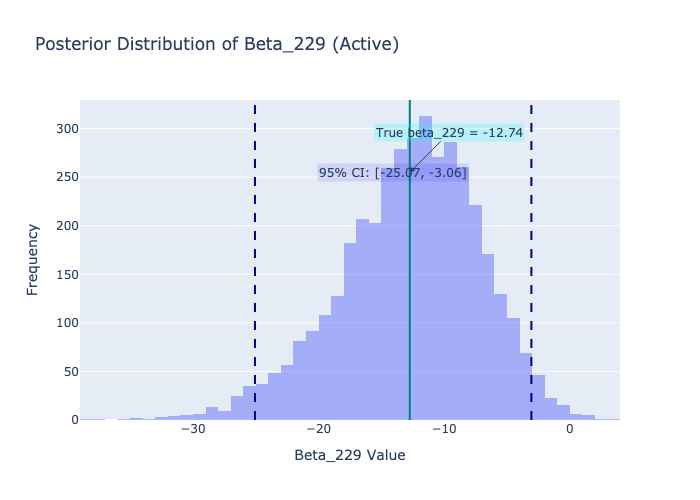 Posterior Distribution of Beta_229 (Active)
True beta_229 = -12.74
95% CI: [-25.07, -3.06]
300
250
200
150
100
50
0
Frequency
−30
−20
−10
0
Beta_229 Value